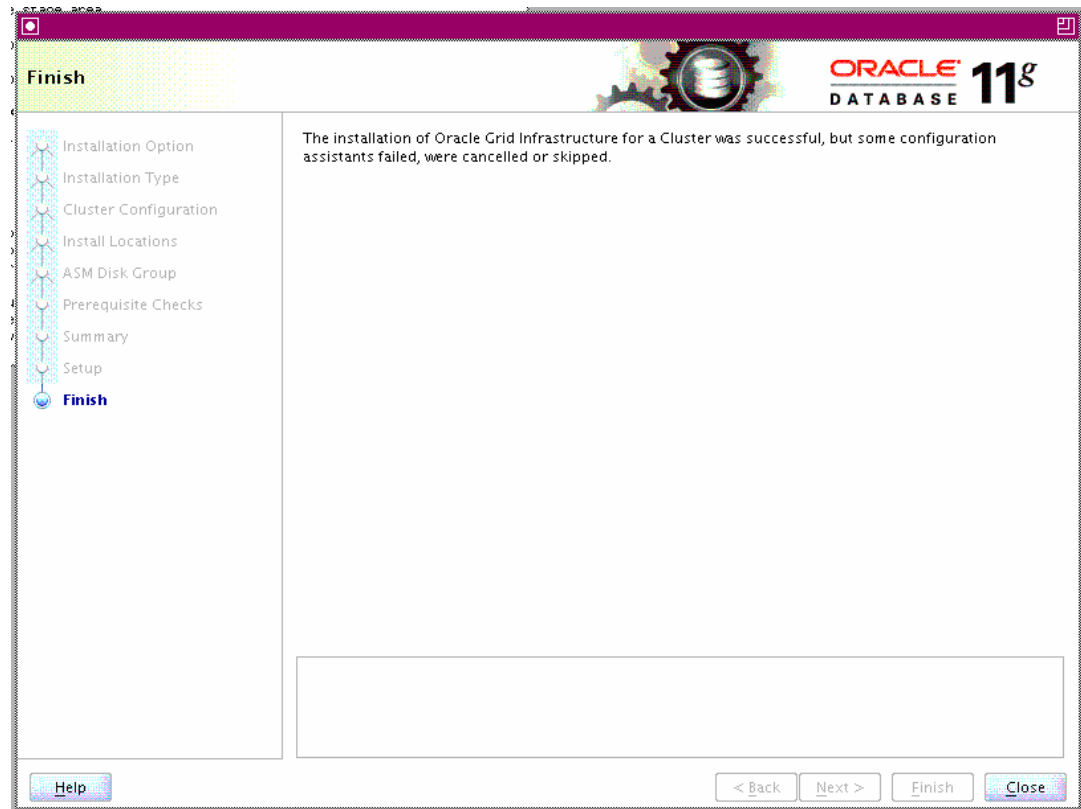 e stage area
Finish
ORACLE 11g
DATABASE
Installation Option
Installation Type
Cluster Configuration
Install Locations
ASM Disk Group
Prerequisite Checks
Summary
Setup
Finish
The installation of Oracle Grid Infrastructure for a Cluster was successful, but some configuration
assistants failed, were cancelled or skipped.
Help
< Back
Next >
Finish
Close